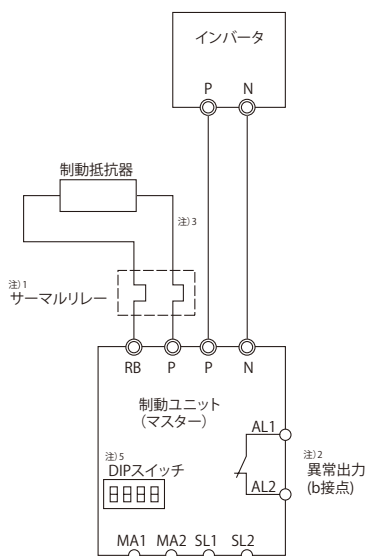 インバータ
P N
制動抵抗器
注)3
注)1
サーマルリレー
RB P P N
制動ユニット
(マスター)
AL1
注)2
異常出力
(b接点)
注)5
DIPスイッチ
AL2
MA1 MA2 SL1 SL2